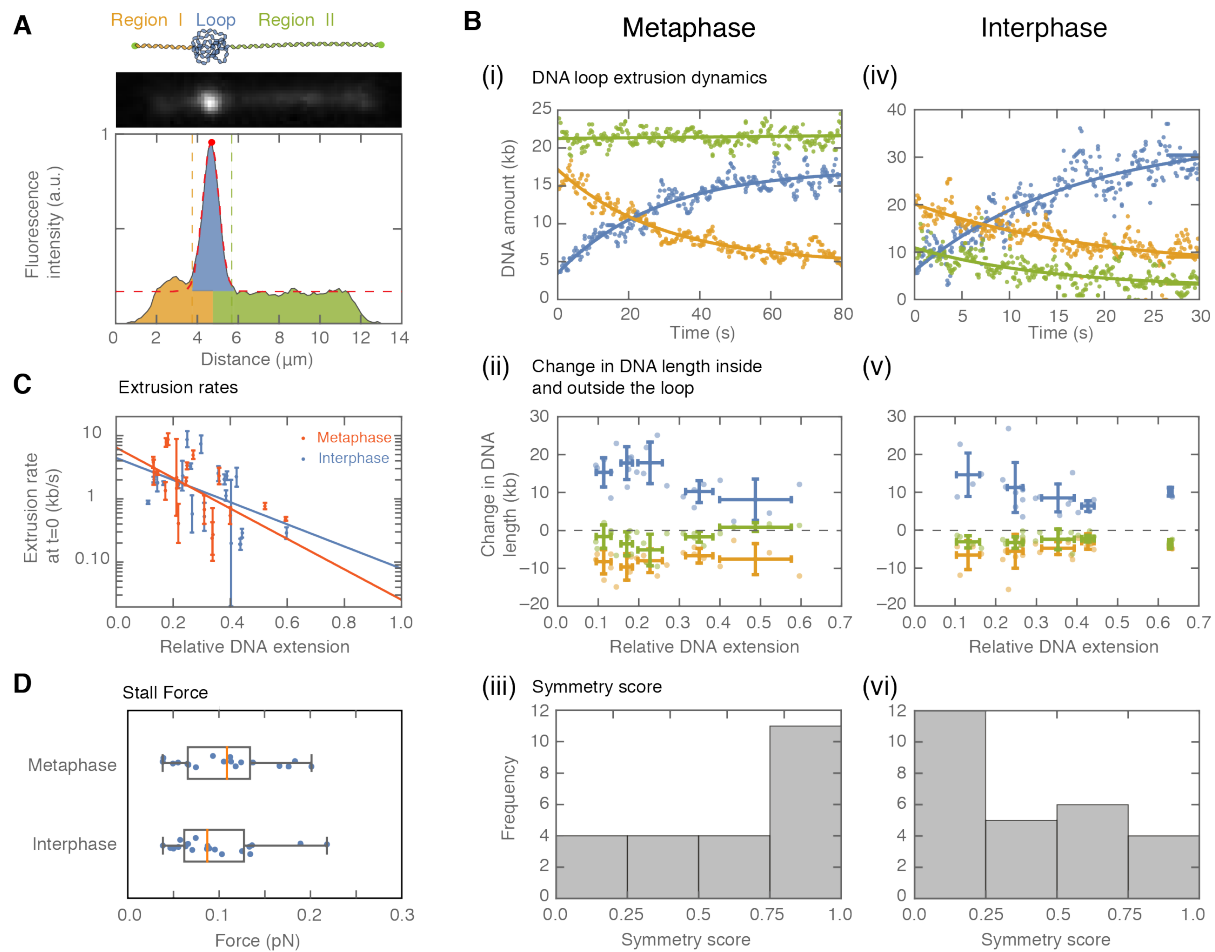 A
Region I Loop Region II
1
Fluorescence
intensity (a.u.)
0 2 4 6 8 10 12 14
Distance (μm)
B
Metaphase
Interphase
(i) DNA loop extrusion dynamics
25
20
15
10
5
0
DNA amount (kb)
0 20 40 60 80
Time (s)
(iv)
40
30
20
10
0
0 5 10 15 20 25 30
Time (s)
C
Extrusion rates
10
1
0.10
Extrusion rate
at t=0 (kb/s)
Metaphase
Interphase
0.0 0.2 0.4 0.6 0.8 1.0
Relative DNA extension
(ii) Change in DNA length inside
and outside the loop
30
20
10
0
−10
−20
Change in DNA
length (kb)
0.0 0.1 0.2 0.3 0.4 0.5 0.6 0.7
Relative DNA extension
(v)
30
20
10
0
−10
−20
0.0 0.1 0.2 0.3 0.4 0.5 0.6 0.7
Relative DNA extension
D
Stall Force
Metaphase
Interphase
0.0 0.1 0.2 0.3
Force (pN)
(iii) Symmetry score
12
10
8
6
4
2
0
Frequency
0.0 0.25 0.50 0.75 1.0
Symmetry score
(vi)
12
10
8
6
4
2
0
0.0 0.25 0.50 0.75 1.0
Symmetry score